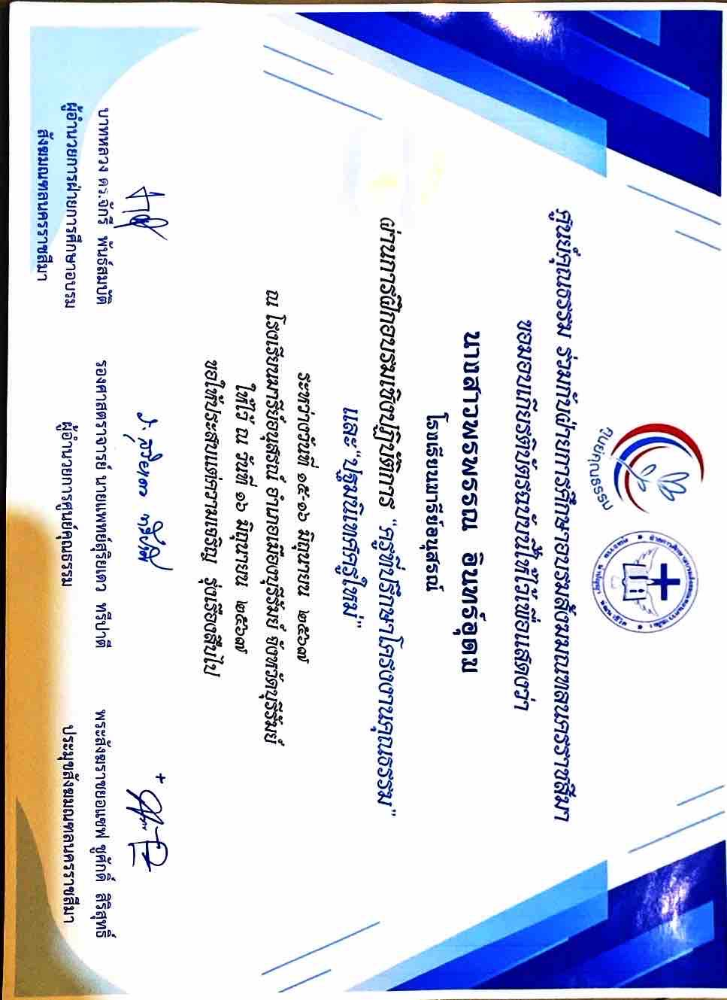 ศูนย์คุณธรรม
ศูนย์คุณธรรม ร่วมกับฝ่ายการศึกษาอบรมสังฆมณฑลนครราชสีมา
ขอมอบเกียรติบัตรฉบับนี้ให้ไว้เพื่อแสดงว่า
นางสาวพรพรรณ อินทร์อุดม
โรงเรียนมารีย์อนุสรณ์
ผ่านการฝึกอบรมเชิงปฏิบัติการ "ครูที่ปรึกษาโครงงานคุณธรรม"
และ "ปฐมนิเทศครูใหม่"
ระหว่างวันที่ ๑๕-๑๖ มิถุนายน ๒๕๖๗
ณ โรงเรียนมารีย์อนุสรณ์ อำเภอเมืองบุรีรัมย์ จังหวัดบุรีรัมย์
ให้ไว้ ณ วันที่ ๑๖ มิถุนายน ๒๕๖๗
ขอให้ประสบแต่ความเจริญ รุ่งเรืองสืบไป
บาทหลวง ดร.จักรี พันธ์สมบัติ
ผู้อำนวยการฝ่ายการศึกษาอบรม
สังฆมณฑลนครราชสีมา
รองศาสตราจารย์ นายแพทย์สุริยเดว ทรีปาตี
ผู้อำนวยการศูนย์คุณธรรม
พระสังฆราชยอแซฟ ชูศักดิ์ สิริสุทธิ์
ประมุขสังฆมณฑลนครราชสีมา